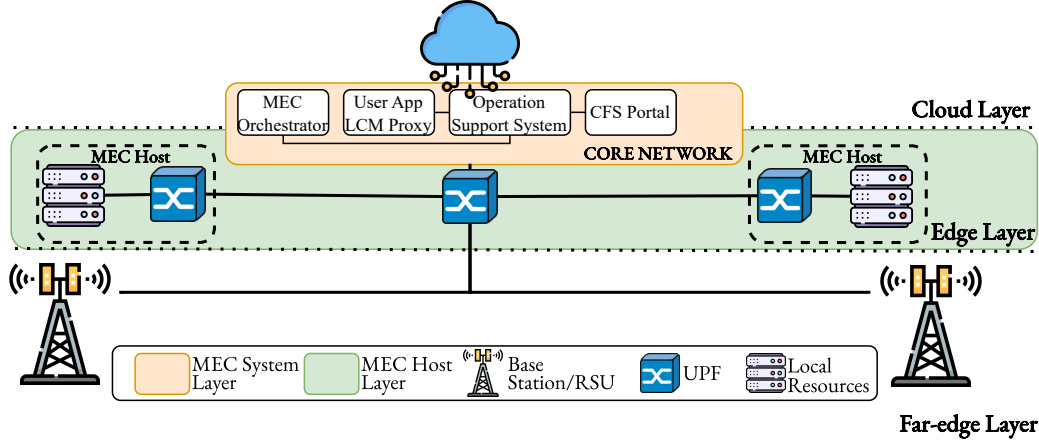 MEC
Orchestrator
User App
LCM Proxy
Operation
Support System
CFS Portal
CORE NETWORK
Cloud Layer
MEC Host
MEC Host
Edge Layer
MEC System
Layer
MEC Host
Layer
Base
Station/RSU
UPF
Local
Resources
Far-edge Layer